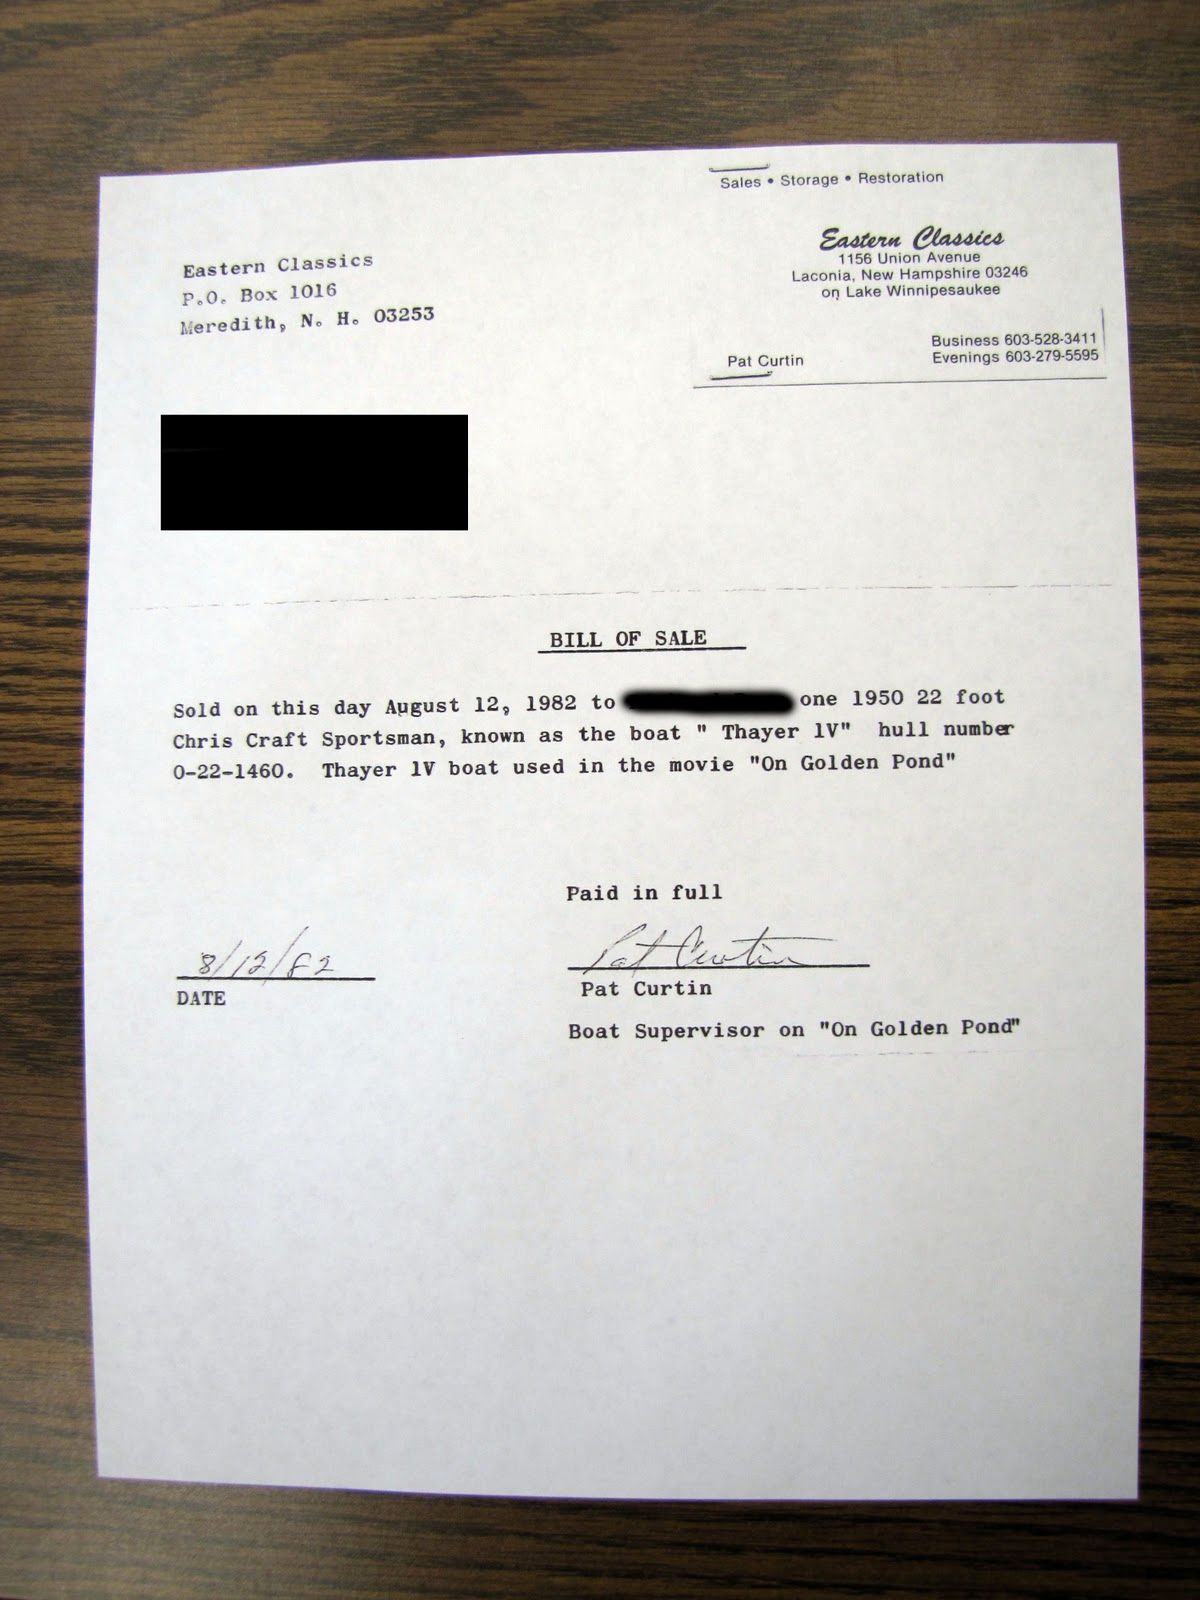 Sales • Storage • Restoration
Eastern Classics
1156 Union Avenue
Laconia, New Hampshire 03246
on Lake Winnipesaukee
Business 603-528-3411
Pat Curtin
Evenings 603-279-5595
Eastern Classics
P.O. Box 1016
Meredith, N. H. 03253
BILL OF SALE
Sold on this day August 12, 1982 to one 1950 22 foot
Chris Craft Sportsman, known as the boat " Thayer 1V" hull number
0-22-1460. Thayer 1V boat used in the movie "On Golden Pond"
Paid in full
8/12/82
Pat Curtin
DATE
Pat Curtin
Boat Supervisor on "On Golden Pond"